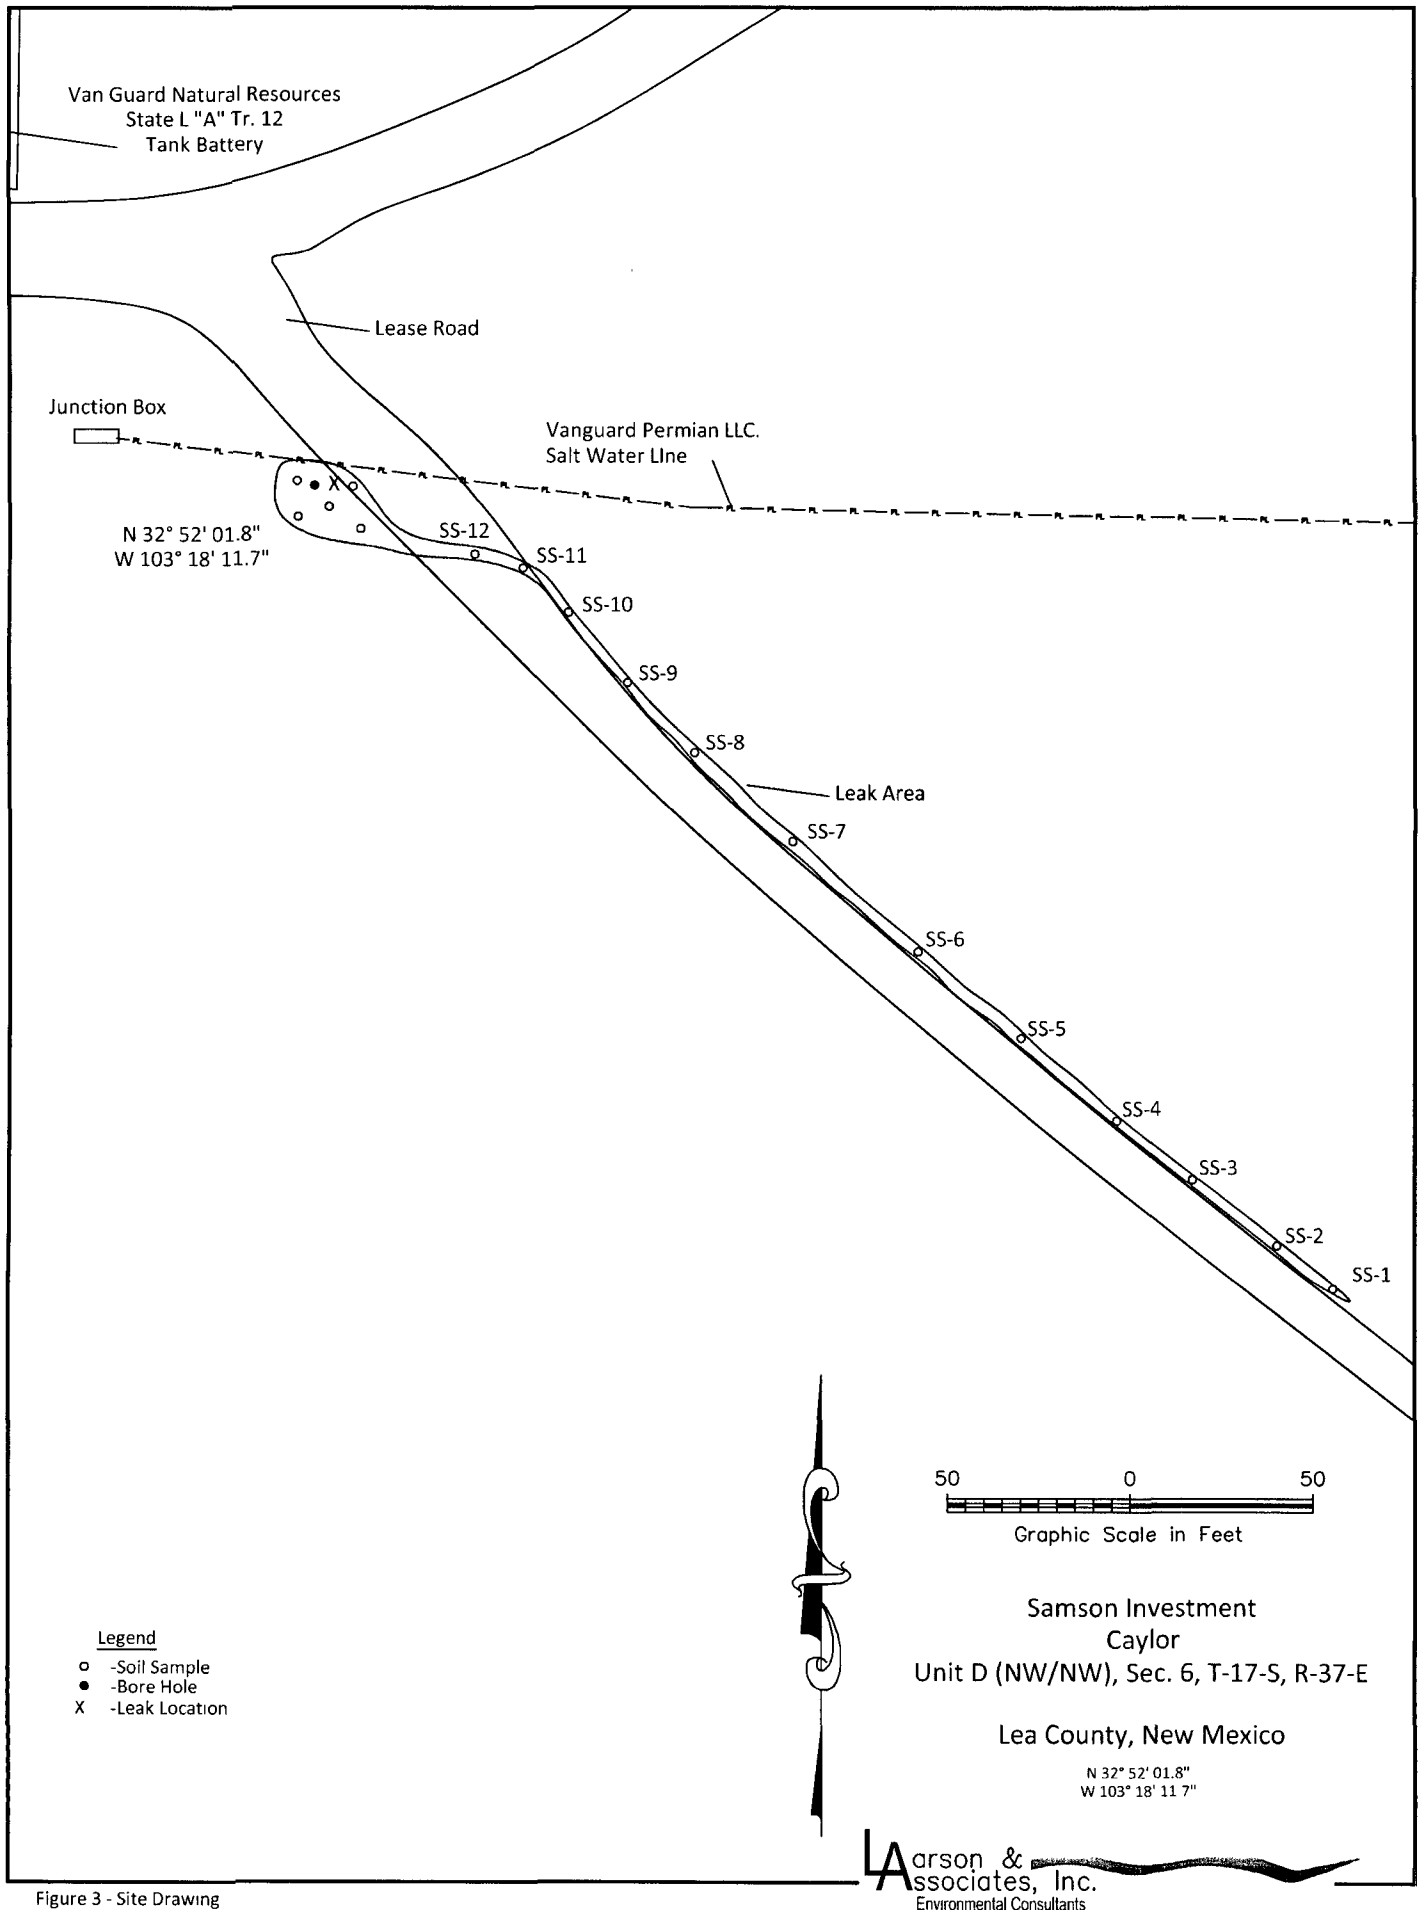 Van Guard Natural Resources
State L "A" Tr. 12
Tank Battery
Lease Road
Junction Box
Vanguard Permian LLC.
Salt Water LIne
N 32° 52' 01.8"
W 103° 18' 11.7"
SS-12
SS-11
SS-10
SS-9
SS-8
Leak Area
SS-7
SS-6
SS-5
SS-4
SS-3
SS-2
SS-1
50 0 50
Graphic Scale in Feet
Samson Investment
Caylor
Unit D (NW/NW), Sec. 6, T-17-S, R-37-E
Lea County, New Mexico
N 32° 52' 01.8"
W 103° 18' 11 7"
Legend
-Soil Sample
-Bore Hole
X -Leak Location
Larson &
Associates, Inc.
Environmental Consultants
Figure 3 - Site Drawing